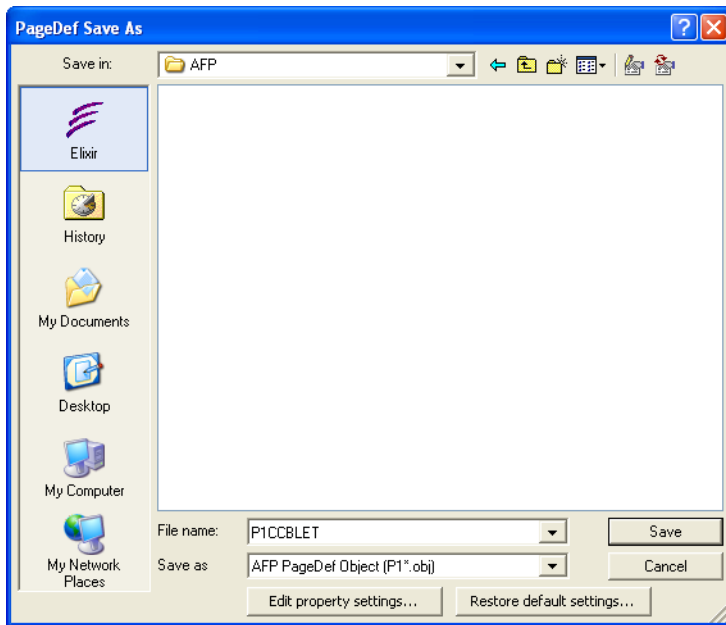 PageDef Save As
Save in:
AFP
Elixir
History
My Documents
Desktop
My Computer
My Network
Places
File name:
P1CCBLET
Save
Save as
AFP PageDef Object (P1*.obj)
Cancel
Edit property settings...
Restore default settings...